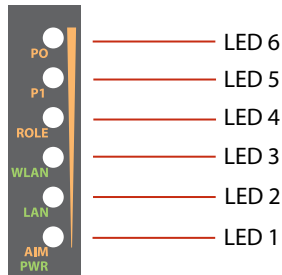 PO
LED 6
P1
LED 5
ROLE
LED 4
WLAN
LED 3
LAN
LED 2
AIM
LED 1
PWR